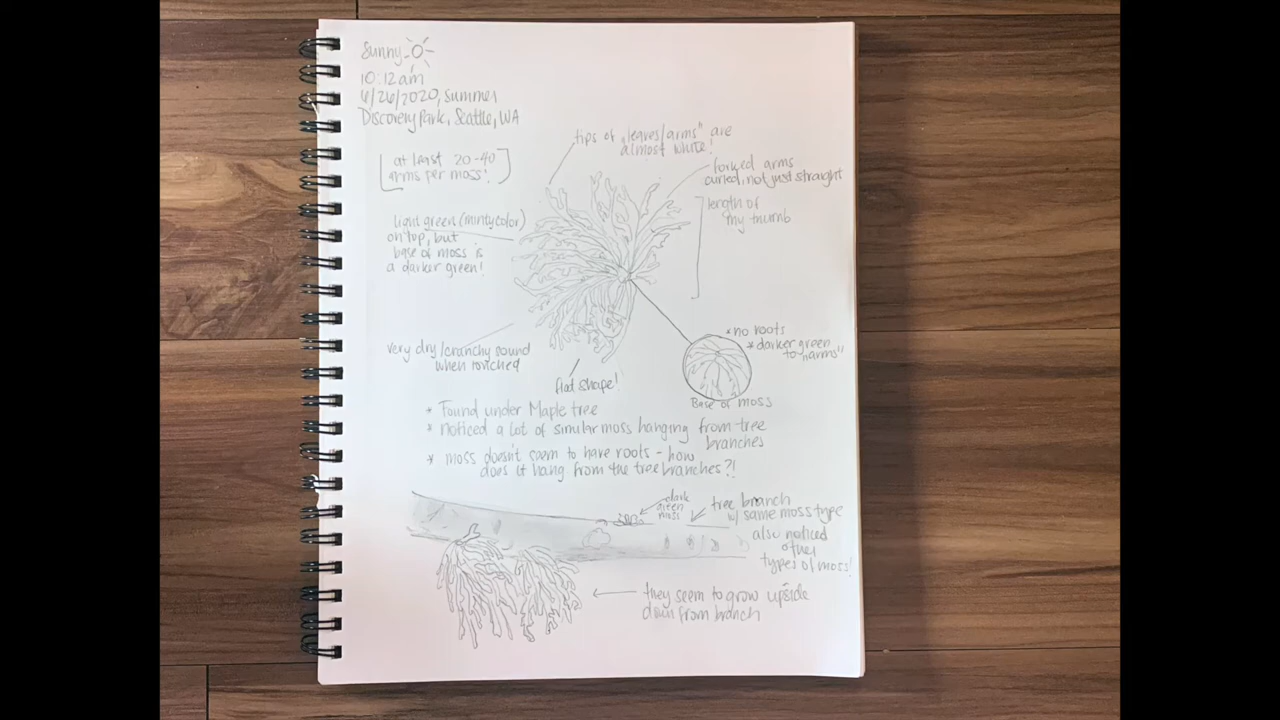 Sunny
10:12am
6/26/2020, Summer
Discovery Park, Seattle, WA
at least 20-40
arms per moss!
tips of "leaves/arms" are
almost white!
forked arms
curled, not just straight
length of
my thumb
light green (minty color)
on top, but
base of moss is
a darker green!
very dry/crunchy sound
when touched
flat shape!
*no roots
*darker green
to "arms"
Base of moss
* Found under Maple tree
* noticed a lot of similar moss hanging from tree
branches
* moss doesn't seem to have roots - how
does it hang from the tree branches?!
dark
green
moss
tree branch
w/ same moss type
also noticed
other
types of moss!
they seem to grow upside
down from branch